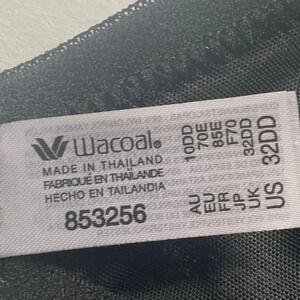 Wacoal®
MADE IN THAILAND
FABRIQUÉ EN THAÏLANDE
HECHO EN TAILANDIA
853256
AU 10DD
EU 70E
FR 85E
JP F70
UK 32DD
US 32DD